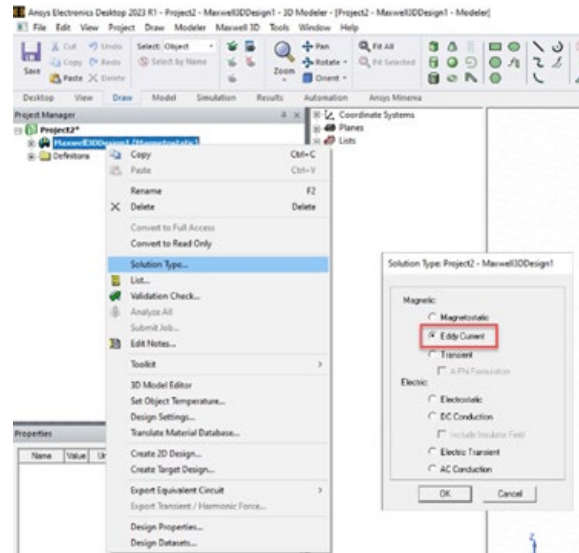 Ansys Electronics Desktop 2023 R1 - Project2 - Maxwell3DDesign1 - 3D Modeler - [Project2 - Maxwell3DDesign1 - Modeler]
File Edit View Project Draw Modeler Maxwell 3D Tools Window Help
Save
Cut
Copy
Paste
Undo
Redo
Delete
Select: Object
Select by Name
Zoom
Pan
Rotate
Orient
Fit All
Fit Selected
Desktop View Draw Model Simulation Results Automation Ansys Minerva
Project Manager
Project2*
Maxwell3DDesign1 (Magnetostatic)
Definitions
Coordinate Systems
Planes
Lists
Copy Ctrl+C
Paste Ctrl+V
Rename F2
Delete Delete
Convert to Full Access
Convert to Read Only
Solution Type...
List...
Validation Check...
Analyze All
Submit Job...
Edit Notes...
Toolkit
3D Model Editor
Set Object Temperature...
Design Settings...
Translate Material Database...
Create 2D Design...
Create Target Design...
Export Equivalent Circuit
Export Transient / Harmonic Force...
Design Properties...
Design Datasets...
Properties
Name Value
Solution Type: Project2 - Maxwell3DDesign1
Magnetic:
Magnetostatic
Eddy Current
Transient
A-Phi Formulation
Electric:
Electrostatic
DC Conduction
Include Insulator Field
Electric Transient
AC Conduction
OK Cancel
Z